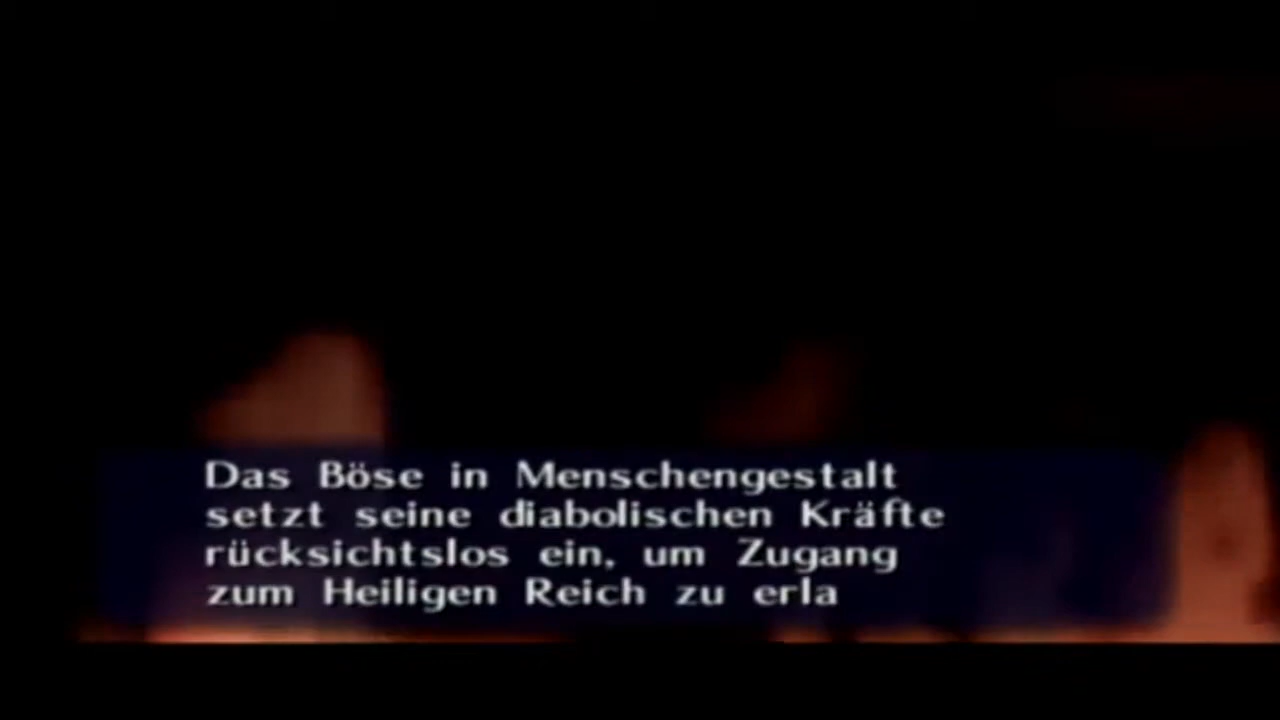 Das Böse in Menschengestalt
setzt seine diabolischen Kräfte
rücksichtslos ein, um Zugang
zum Heiligen Reich zu erla